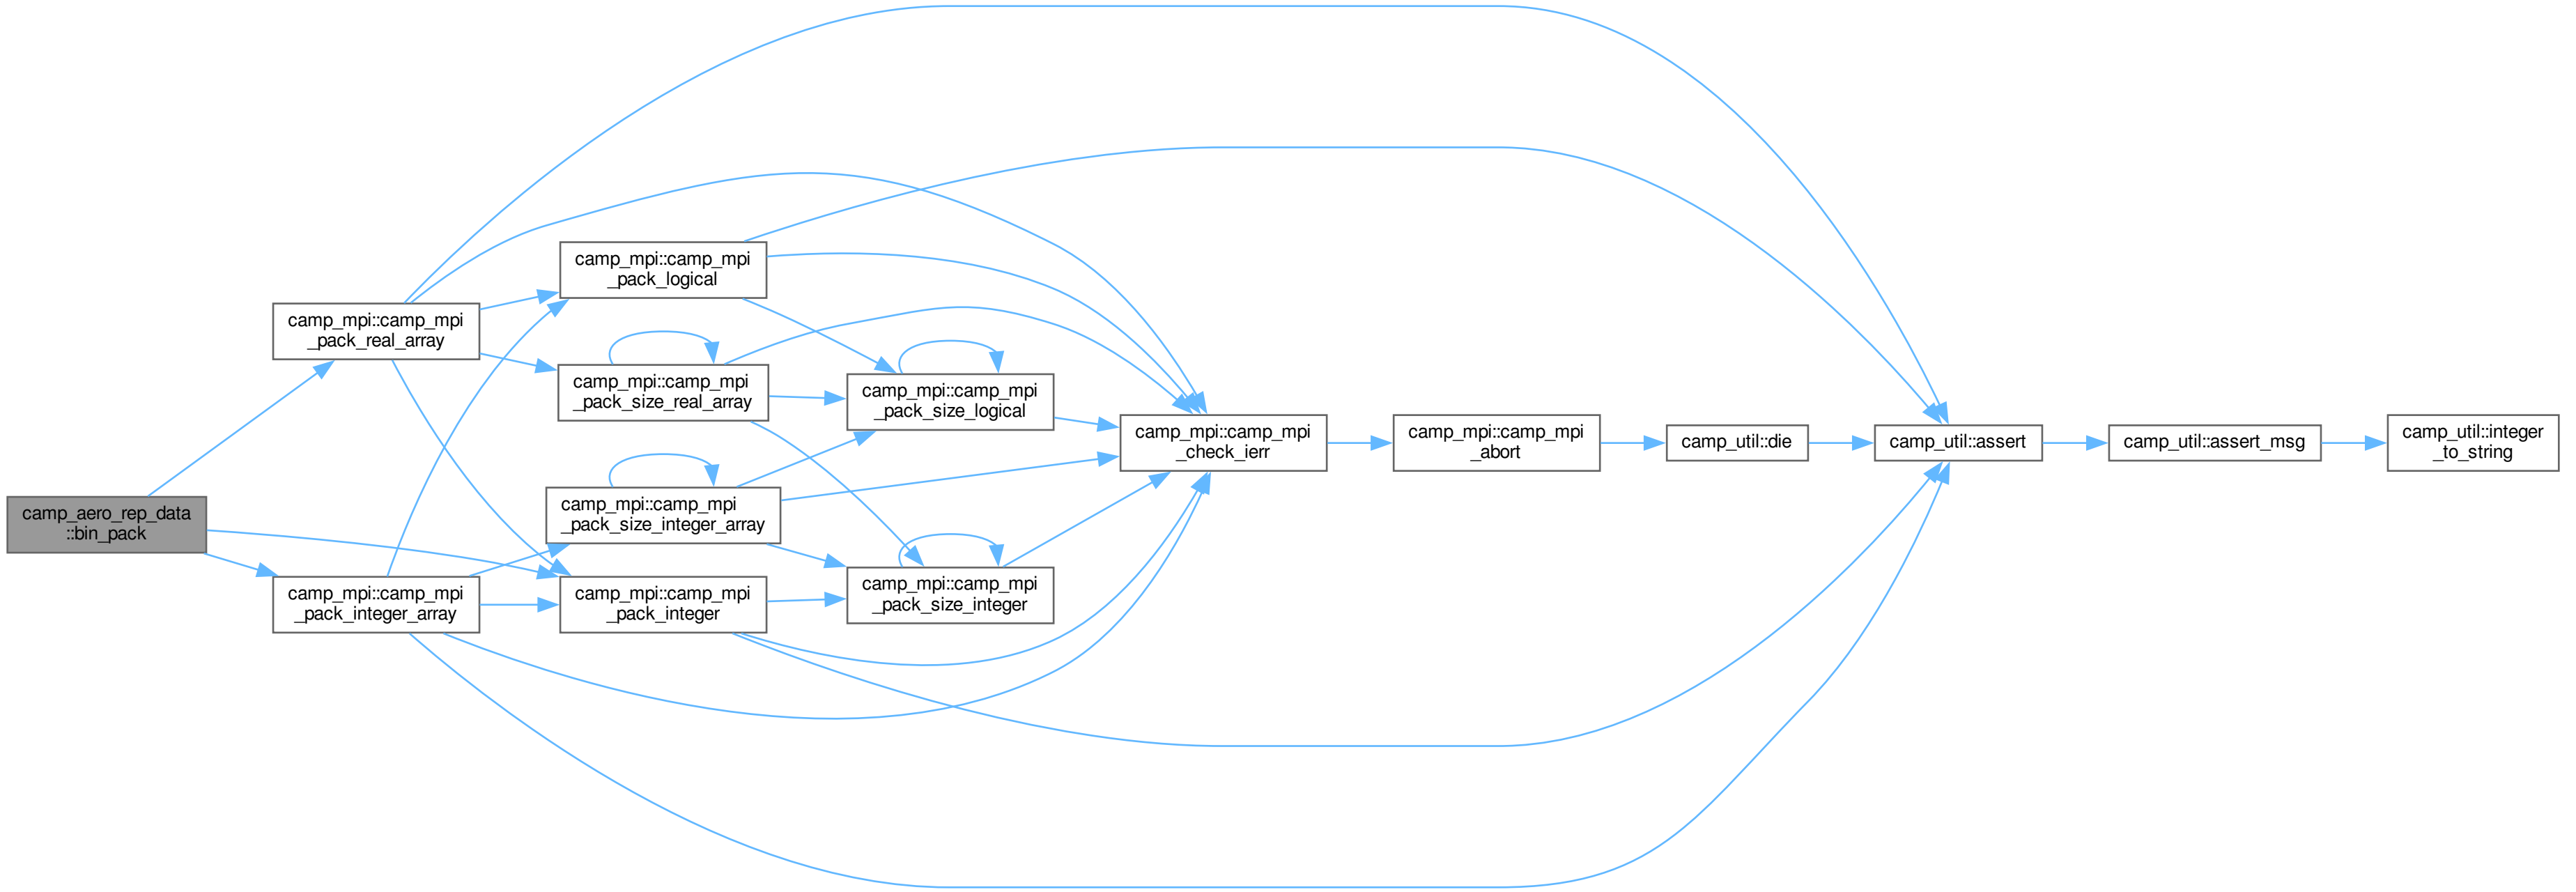 camp_aero_rep_data
::bin_pack
camp_mpi::camp_mpi
_pack_real_array
camp_mpi::camp_mpi
_pack_integer_array
camp_mpi::camp_mpi
_pack_logical
camp_mpi::camp_mpi
_pack_size_real_array
camp_mpi::camp_mpi
_pack_size_integer_array
camp_mpi::camp_mpi
_pack_integer
camp_mpi::camp_mpi
_pack_size_logical
camp_mpi::camp_mpi
_pack_size_integer
camp_mpi::camp_mpi
_check_ierr
camp_mpi::camp_mpi
_abort
camp_util::die
camp_util::assert
camp_util::assert_msg
camp_util::integer
_to_string